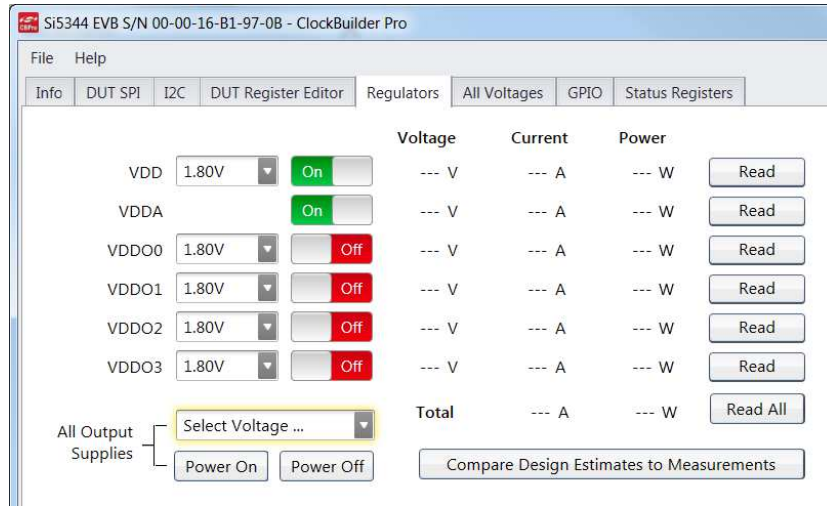 Si5344 EVB S/N 00-00-16-B1-97-0B - ClockBuilder Pro
File Help
Info DUT SPI I2C DUT Register Editor Regulators All Voltages GPIO Status Registers
Voltage Current Power
VDD 1.80V On --- V --- A --- W Read
VDDA On --- V --- A --- W Read
VDDO0 1.80V Off --- V --- A --- W Read
VDDO1 1.80V Off --- V --- A --- W Read
VDDO2 1.80V Off --- V --- A --- W Read
VDDO3 1.80V Off --- V --- A --- W Read
Total --- A --- W Read All
All Output Supplies
Select Voltage ...
Power On Power Off Compare Design Estimates to Measurements